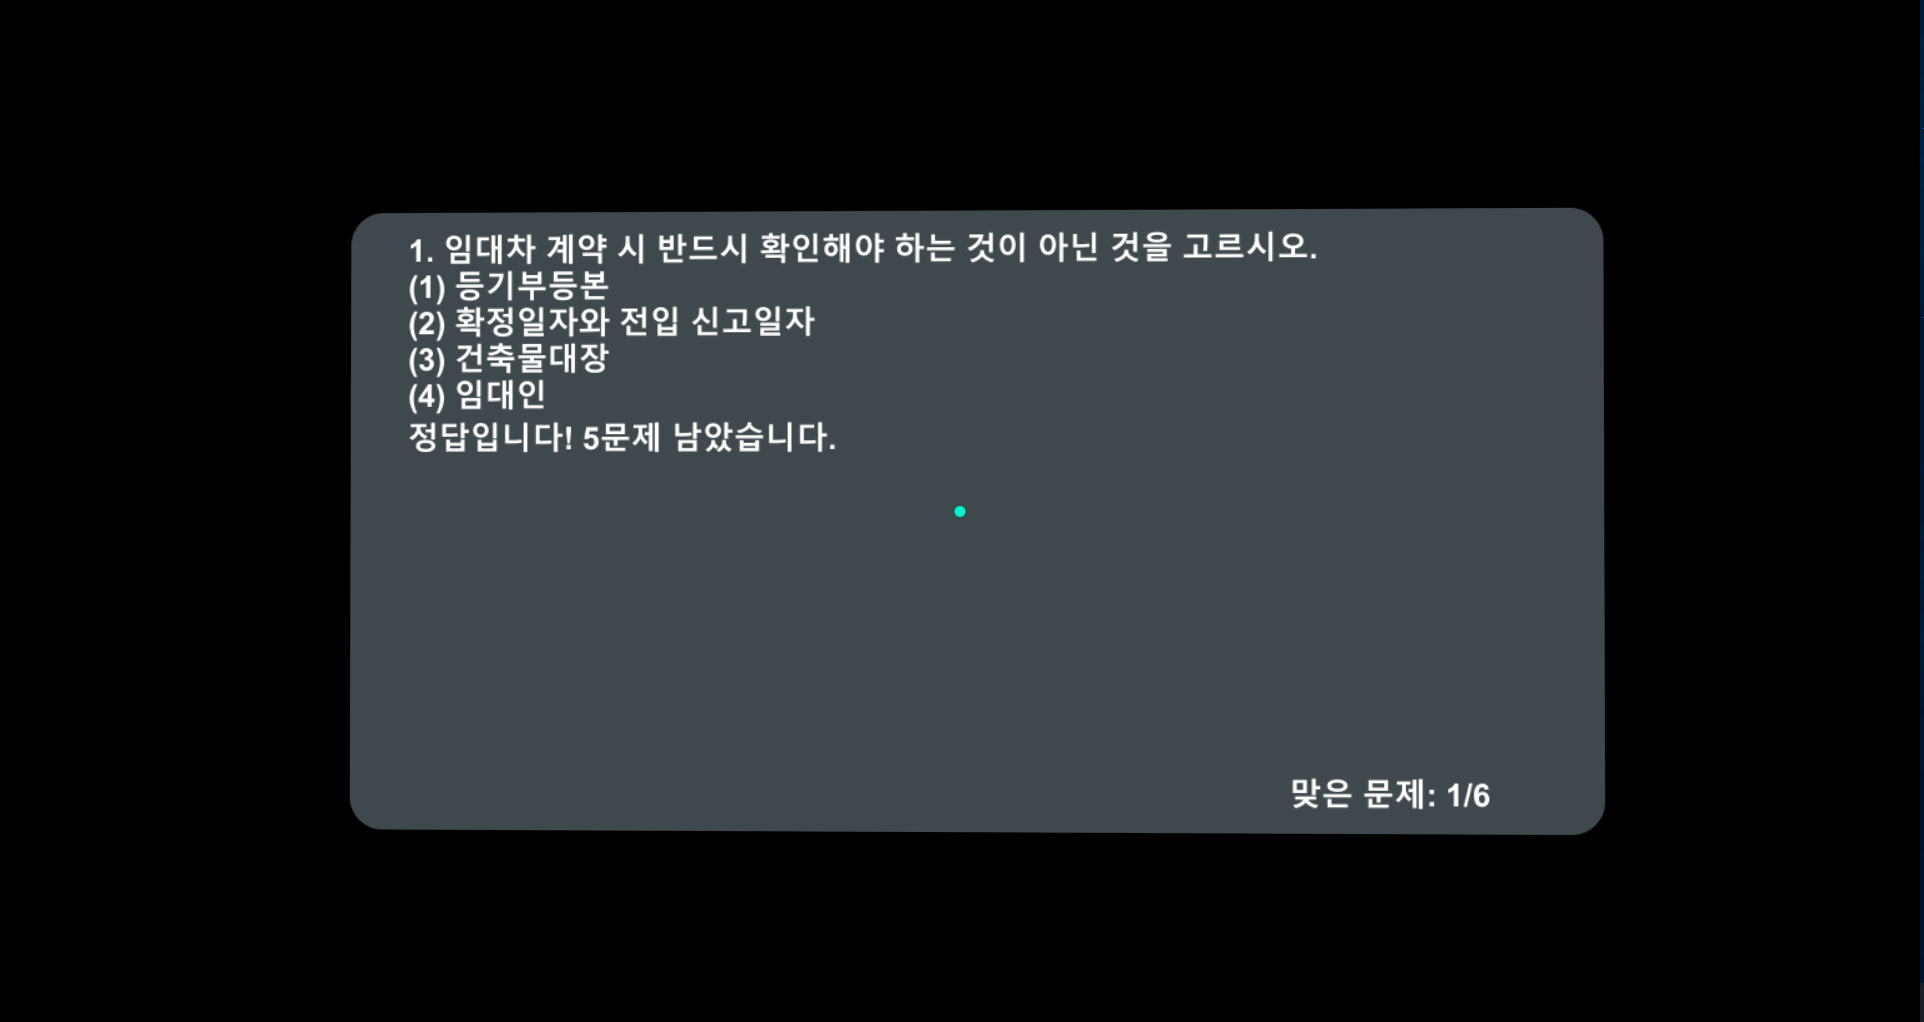 1. 임대차 계약 시 반드시 확인해야 하는 것이 아닌 것을 고르시오.
(1) 등기부등본
(2) 확정일자와 전입 신고일자
(3) 건축물대장
(4) 임대인
정답입니다! 5문제 남았습니다.
맞은 문제: 1/6